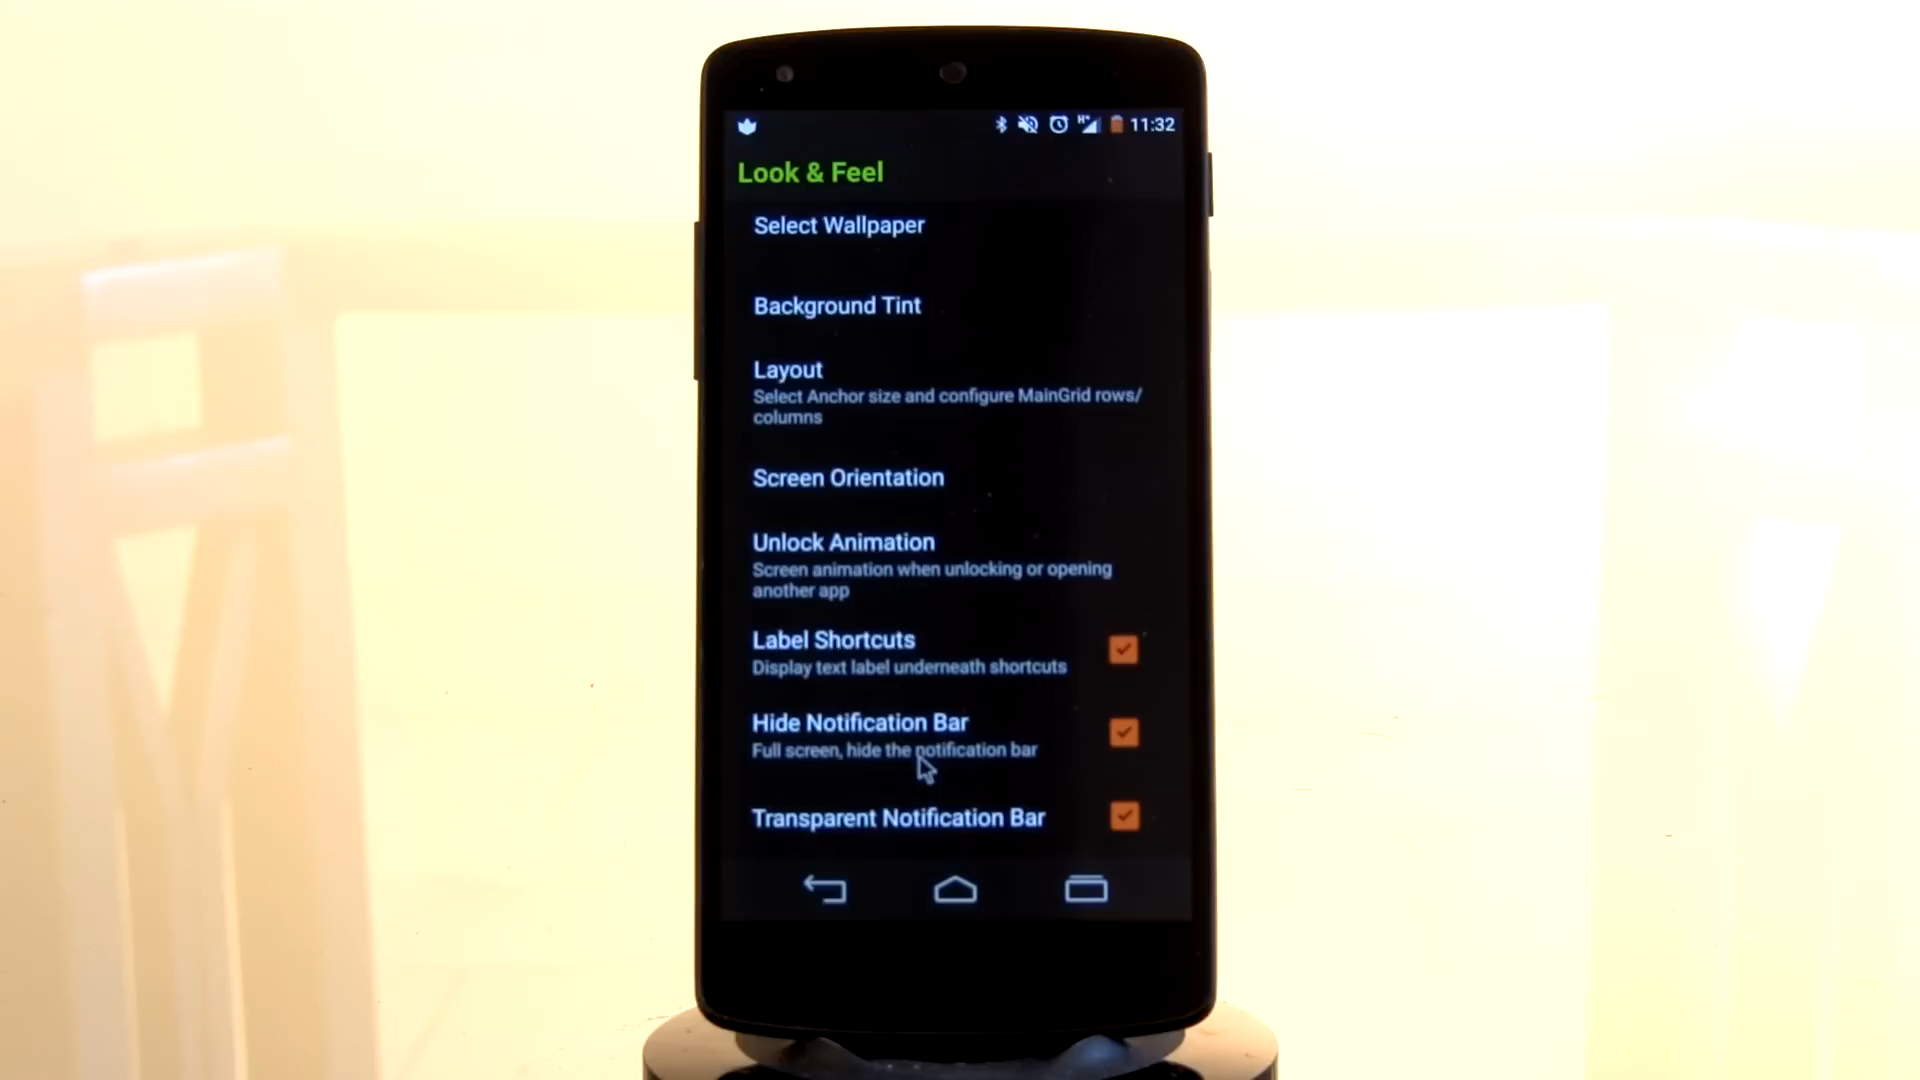 H+ 11:32
Look & Feel
Select Wallpaper
Background Tint
Layout
Select Anchor size and configure MainGrid rows/
columns
Screen Orientation
Unlock Animation
Screen animation when unlocking or opening
another app
Label Shortcuts
Display text label underneath shortcuts
Hide Notification Bar
Full screen, hide the notification bar
Transparent Notification Bar